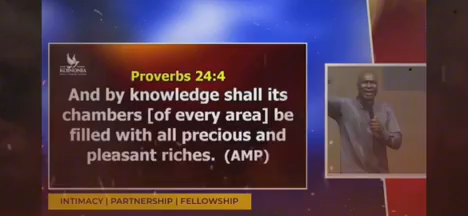 KOINONIA
Proverbs 24:4
And by knowledge shall its
chambers [of every area] be
filled with all precious and
pleasant riches. (AMP)
INTIMACY | PARTNERSHIP | FELLOWSHIP